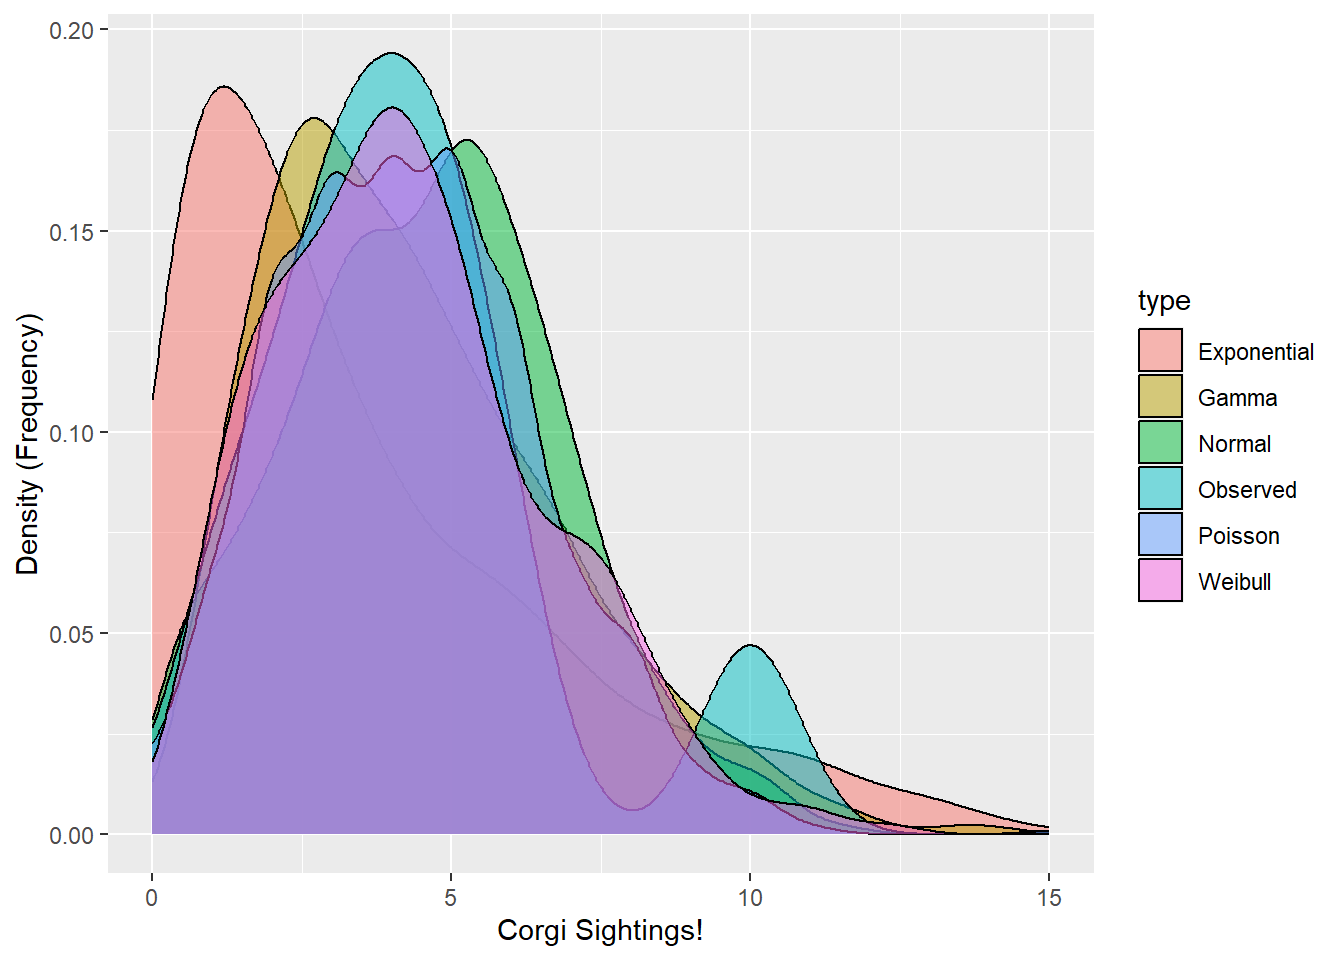 0.20
0.15
0.10
0.05
0.00
Density (Frequency)
0
5
10
15
Corgi Sightings!
type
Exponential
Gamma
Normal
Observed
Poisson
Weibull